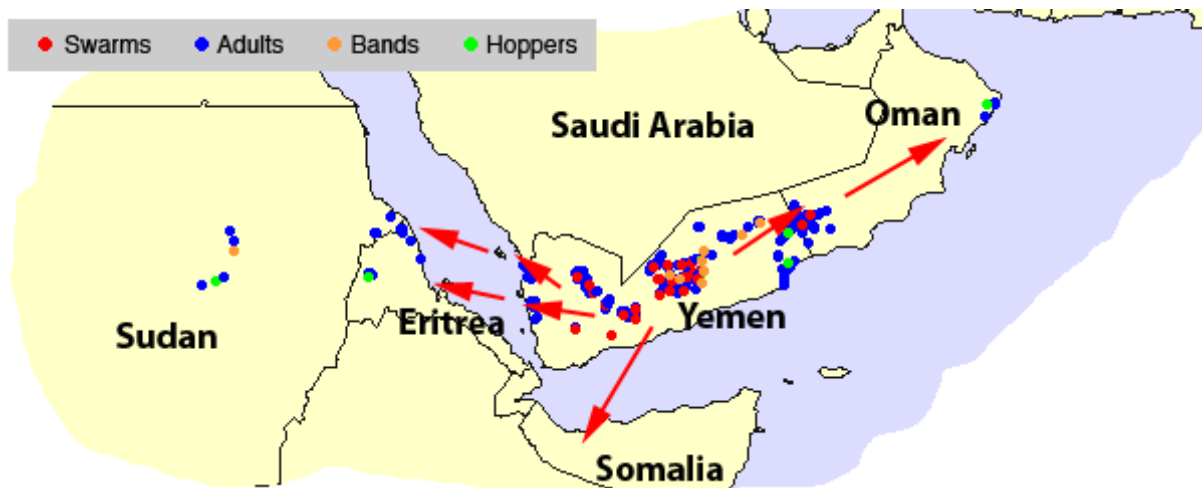 Swarms Adults Bands Hoppers
Oman
Saudi Arabia
Yemen
Eritrea
Sudan
Somalia